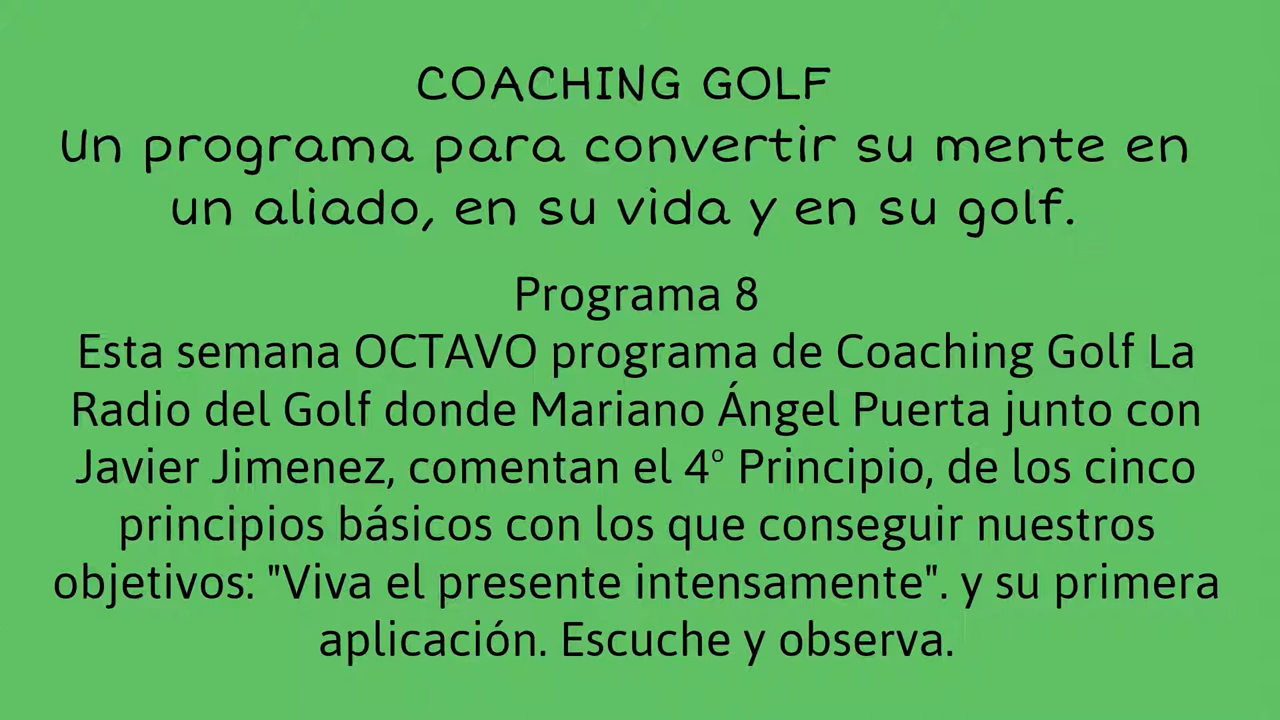 COACHING GOLF
Un programa para convertir su mente en
un aliado, en su vida y en su golf.
Programa 8
Esta semana OCTAVO programa de Coaching Golf La
Radio del Golf donde Mariano Ángel Puerta junto con
Javier Jimenez, comentan el 4º Principio, de los cinco
principios básicos con los que conseguir nuestros
objetivos: "Viva el presente intensamente". y su primera
aplicación. Escuche y observa.